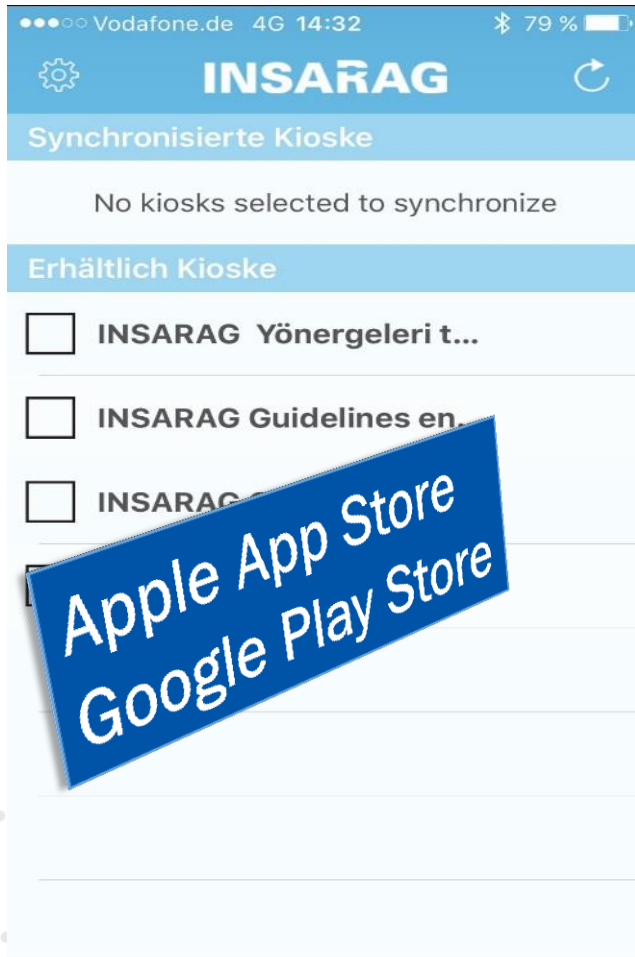 Vodafone.de 4G 14:32 79 %
INSARAG
Synchronisierte Kioske
No kiosks selected to synchronize
Erhältlich Kioske
INSARAG Yönergeleri t...
INSARAG Guidelines en...
INSARAG
Apple App Store
Google Play Store